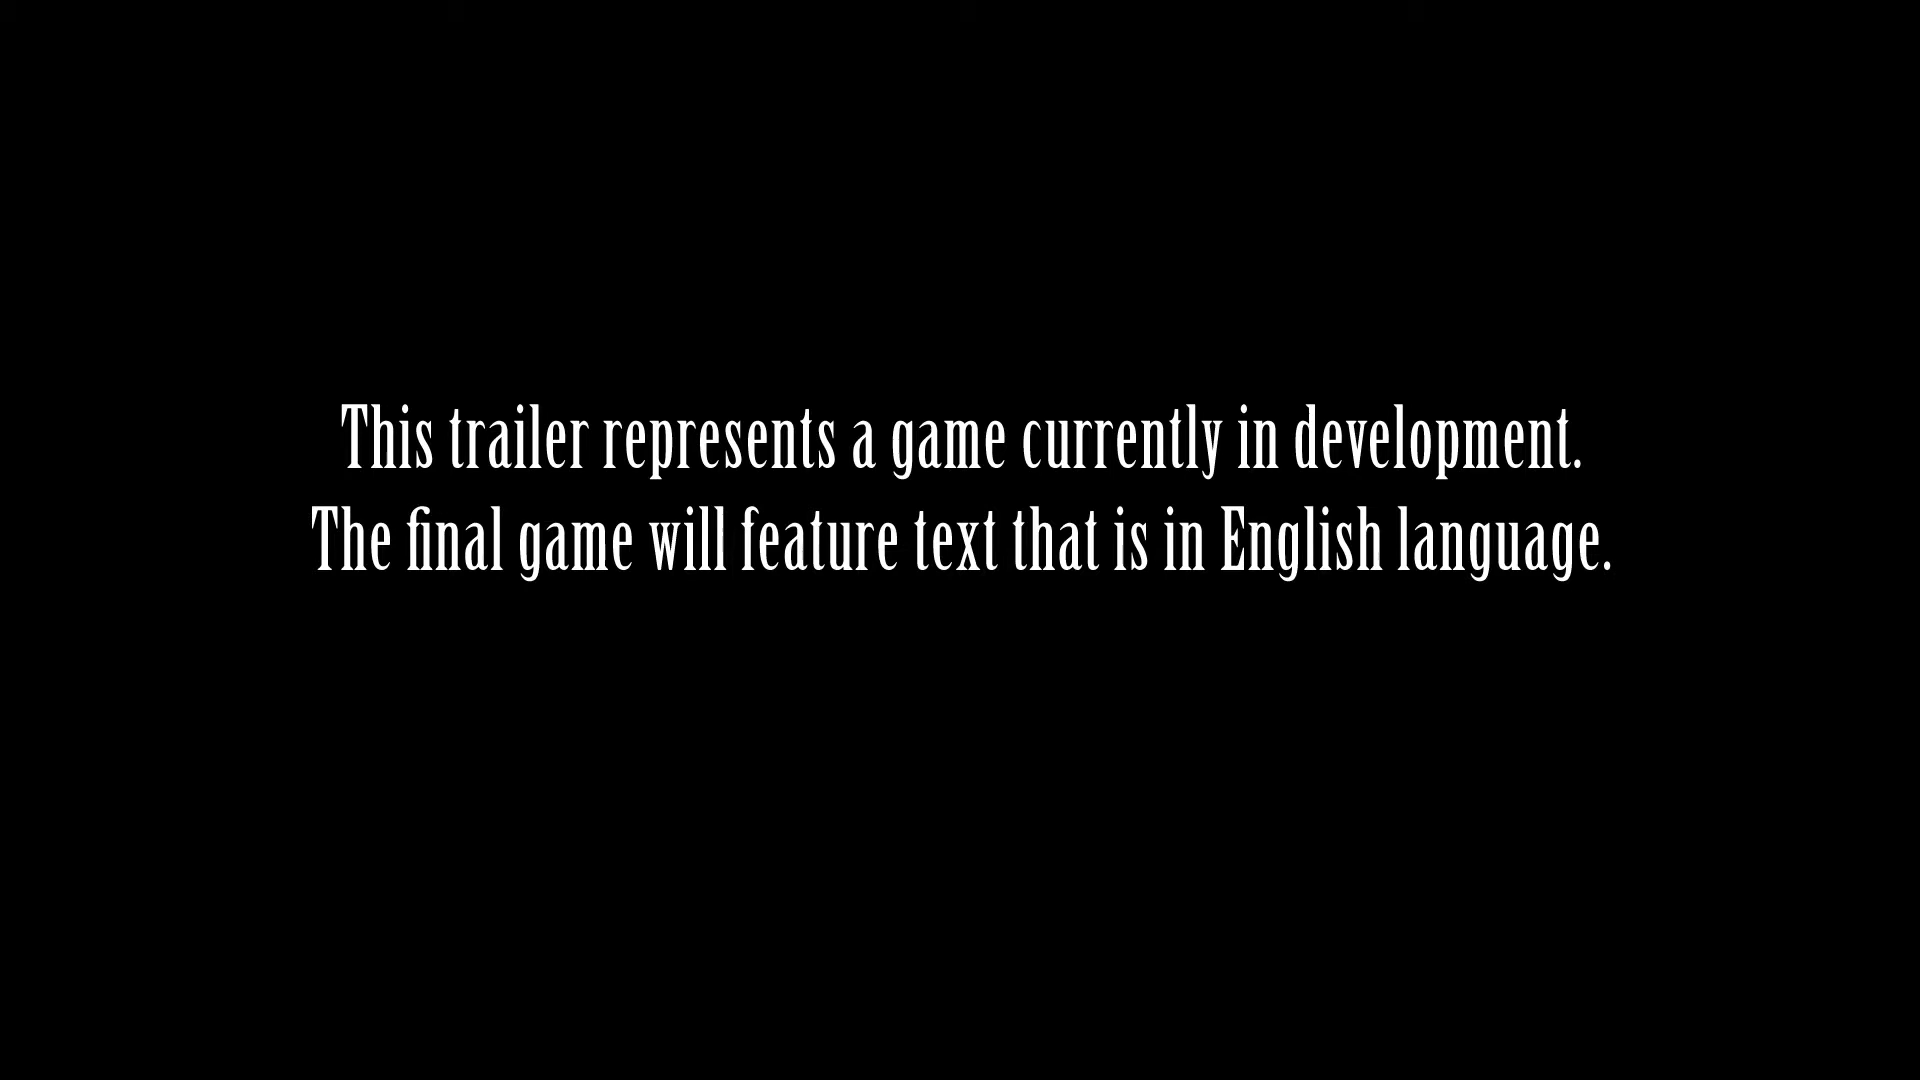 This trailer represents a game currently in development.
The final game will feature text that is in English language.